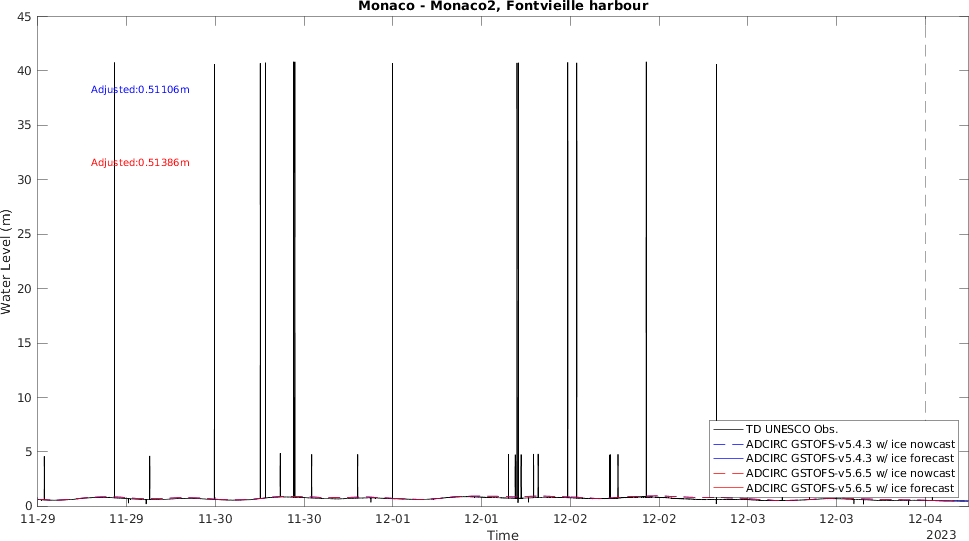 Monaco - Monaco2, Fontvieille harbour
45
40
35
30
25
20
15
10
5
0
Water Level (m)
Adjusted:0.51106m
Adjusted:0.51386m
TD UNESCO Obs.
ADCIRC GSTOFS-v5.4.3 w/ ice nowcast
ADCIRC GSTOFS-v5.4.3 w/ ice forecast
ADCIRC GSTOFS-v5.6.5 w/ ice nowcast
ADCIRC GSTOFS-v5.6.5 w/ ice forecast
11-29 11-29 11-30 11-30 12-01 12-01 12-02 12-02 12-03 12-03 12-04
Time
2023